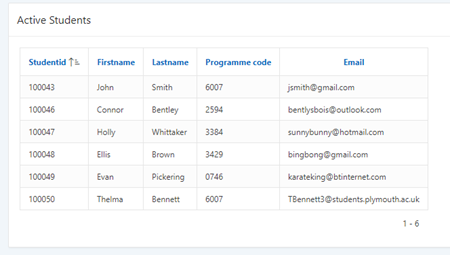 Active Students
Studentid Firstname Lastname Programme code Email
100043 John Smith 6007 jsmith@gmail.com
100046 Connor Bentley 2594 bentlysbois@outlook.com
100047 Holly Whittaker 3384 sunnybunny@hotmail.com
100048 Ellis Brown 3429 bingbong@gmail.com
100049 Evan Pickering 0746 karateking@btinternet.com
100050 Thelma Bennett 6007 TBennett3@students.plymouth.ac.uk
1 - 6